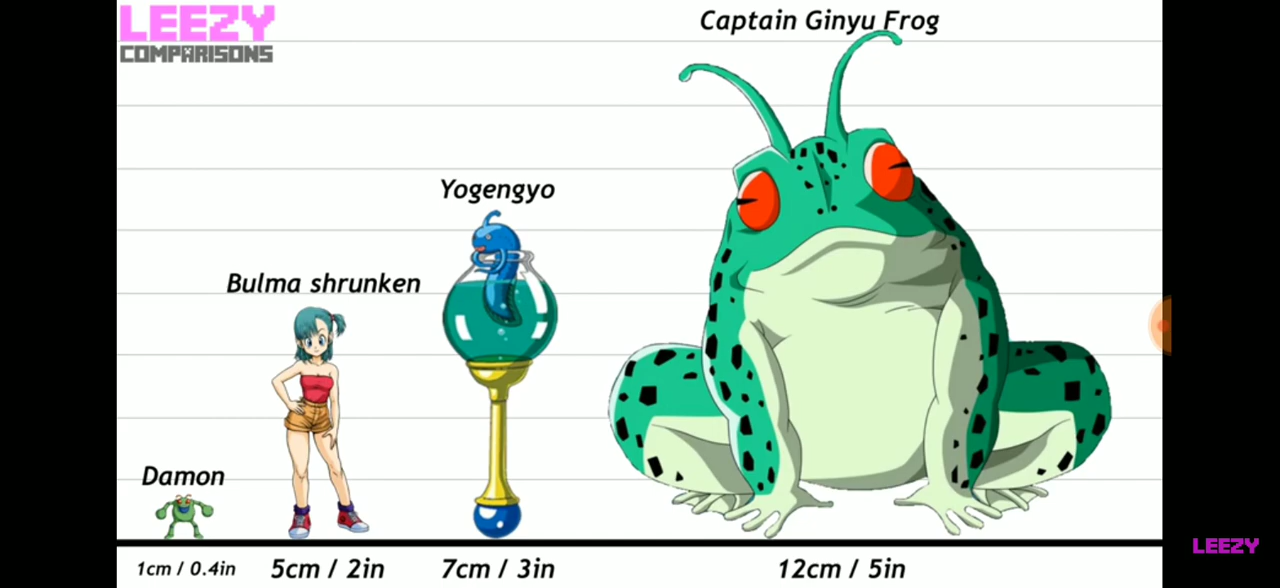 LEEZY
COMPARISONS
Captain Ginyu Frog
Yogengyo
Bulma shrunken
Damon
1cm / 0.4in
5cm / 2in
7cm / 3in
12cm / 5in
LEEZY